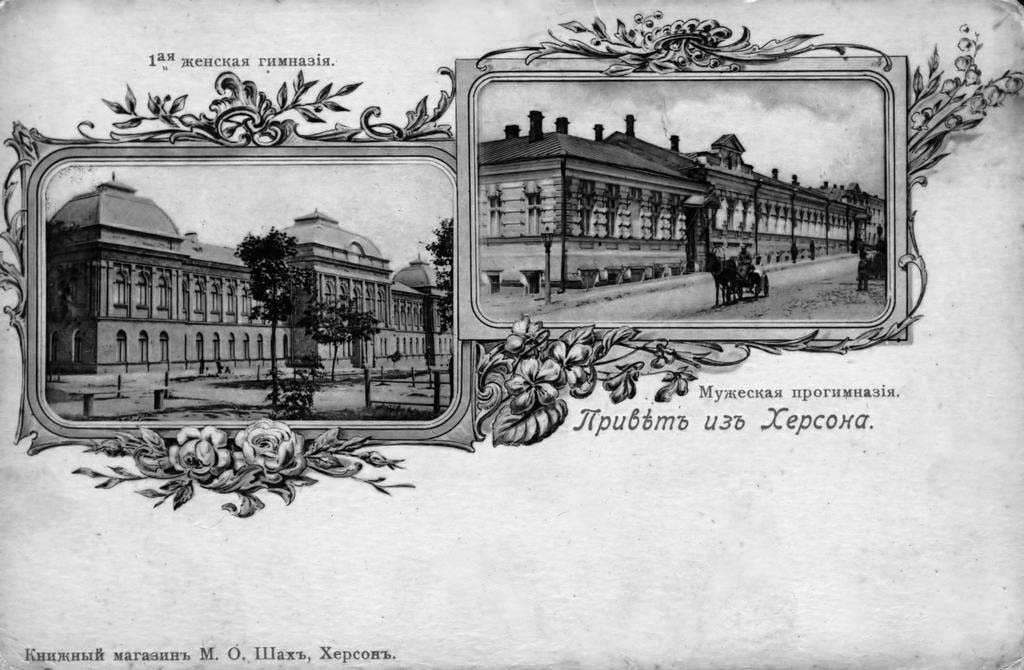 1ая женская гимназія.
Мужеская прогимназія.
Привѣтъ изъ Херсона.
Книжный магазинъ М. О. Шахъ, Херсонъ.